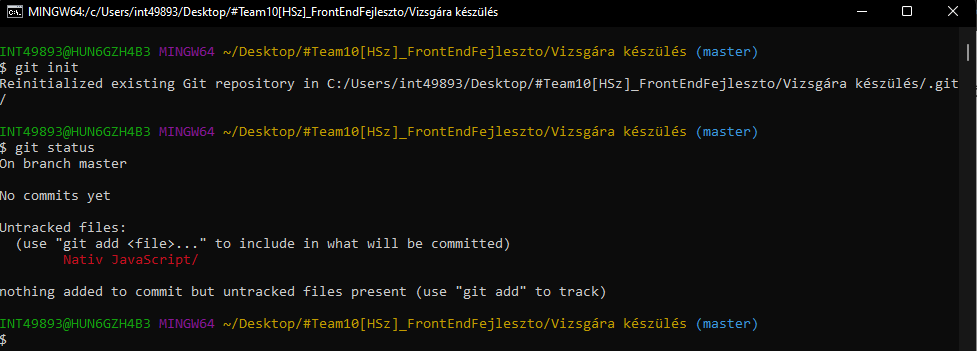 MINGW64:/c/Users/int49893/Desktop/#Team10[HSz]_FrontEndFejleszto/Vizsgára készülés
INT49893@HUN6GZH4B3 MINGW64 ~/Desktop/#Team10[HSz]_FrontEndFejleszto/Vizsgára készülés (master)
$ git init
Reinitialized existing Git repository in C:/Users/int49893/Desktop/#Team10[HSz]_FrontEndFejleszto/Vizsgára készülés/.git
/
INT49893@HUN6GZH4B3 MINGW64 ~/Desktop/#Team10[HSz]_FrontEndFejleszto/Vizsgára készülés (master)
$ git status
On branch master
No commits yet
Untracked files:
(use "git add <file>..." to include in what will be committed)
Nativ JavaScript/
nothing added to commit but untracked files present (use "git add" to track)
INT49893@HUN6GZH4B3 MINGW64 ~/Desktop/#Team10[HSz]_FrontEndFejleszto/Vizsgára készülés (master)
$